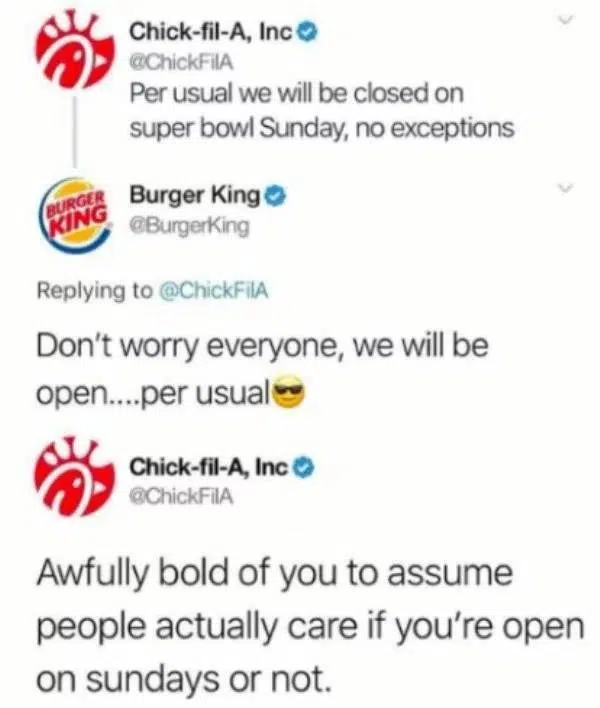 Chick-fil-A, Inc
@ChickFilA
Per usual we will be closed on
super bowl Sunday, no exceptions
BURGER
KING
Burger King
@BurgerKing
Replying to @ChickFilA
Don't worry everyone, we will be
open....per usual😎
Chick-fil-A, Inc
@ChickFilA
Awfully bold of you to assume
people actually care if you're open
on sundays or not.